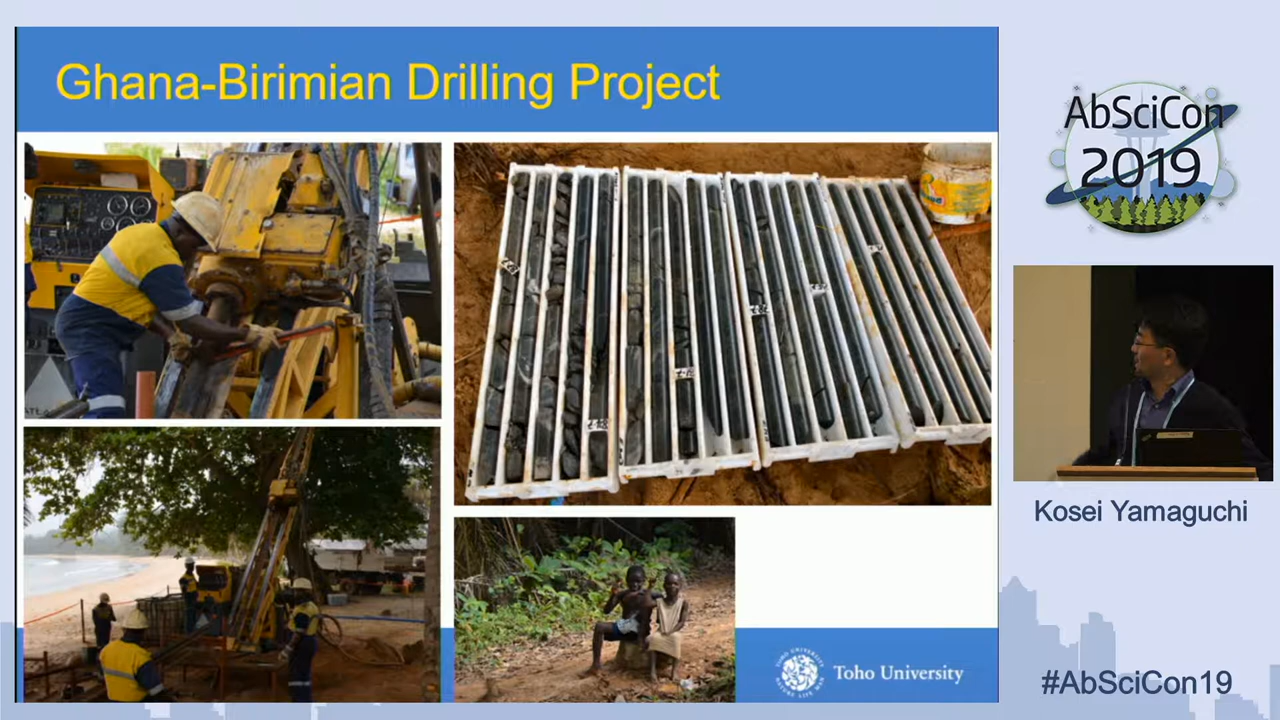 Ghana-Birimian Drilling Project
AbSciCon
2019
Kosei Yamaguchi
Toho University
#AbSciCon19